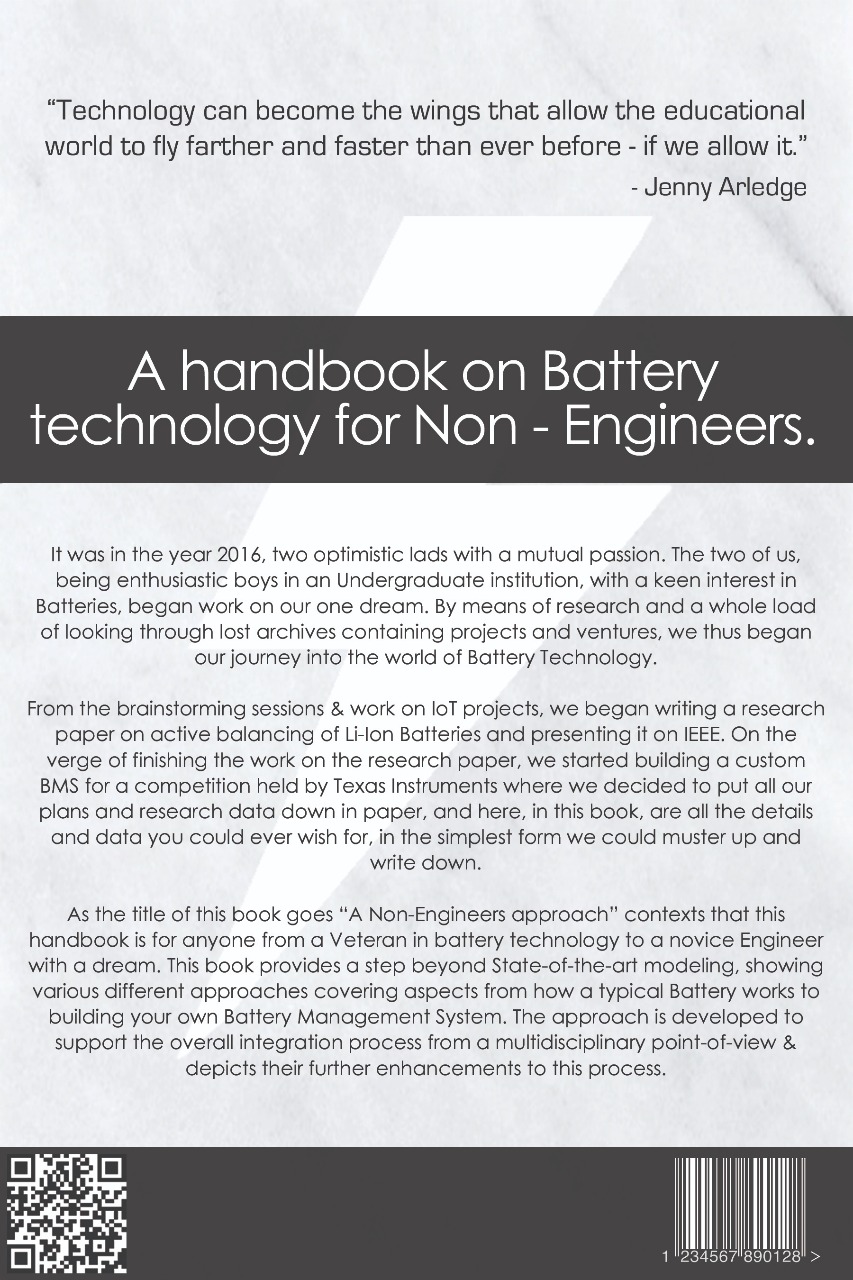 “Technology can become the wings that allow the educational
world to fly farther and faster than ever before - if we allow it.”
- Jenny Arledge
A handbook on Battery
technology for Non - Engineers.
It was in the year 2016, two optimistic lads with a mutual passion. The two of us,
being enthusiastic boys in an Undergraduate institution, with a keen interest in
Batteries, began work on our one dream. By means of research and a whole load
of looking through lost archives containing projects and ventures, we thus began
our journey into the world of Battery Technology.
From the brainstorming sessions & work on IoT projects, we began writing a research
paper on active balancing of Li-Ion Batteries and presenting it on IEEE. On the
verge of finishing the work on the research paper, we started building a custom
BMS for a competition held by Texas Instruments where we decided to put all our
plans and research data down in paper, and here, in this book, are all the details
and data you could ever wish for, in the simplest form we could muster up and
write down.
As the title of this book goes “A Non-Engineers approach” contexts that this
handbook is for anyone from a Veteran in battery technology to a novice Engineer
with a dream. This book provides a step beyond State-of-the-art modeling, showing
various different approaches covering aspects from how a typical Battery works to
building your own Battery Management System. The approach is developed to
support the overall integration process from a multidisciplinary point-of-view &
depicts their further enhancements to this process.
1 234567 890128 >